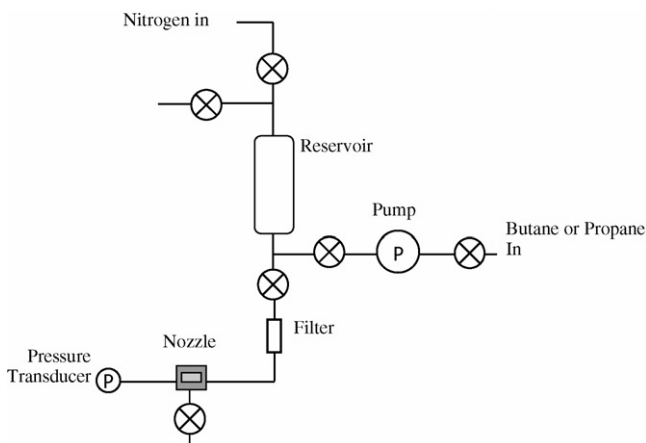 Nitrogen in
Reservoir
Pump
P
Butane or Propane
In
Filter
Nozzle
Pressure
Transducer
P